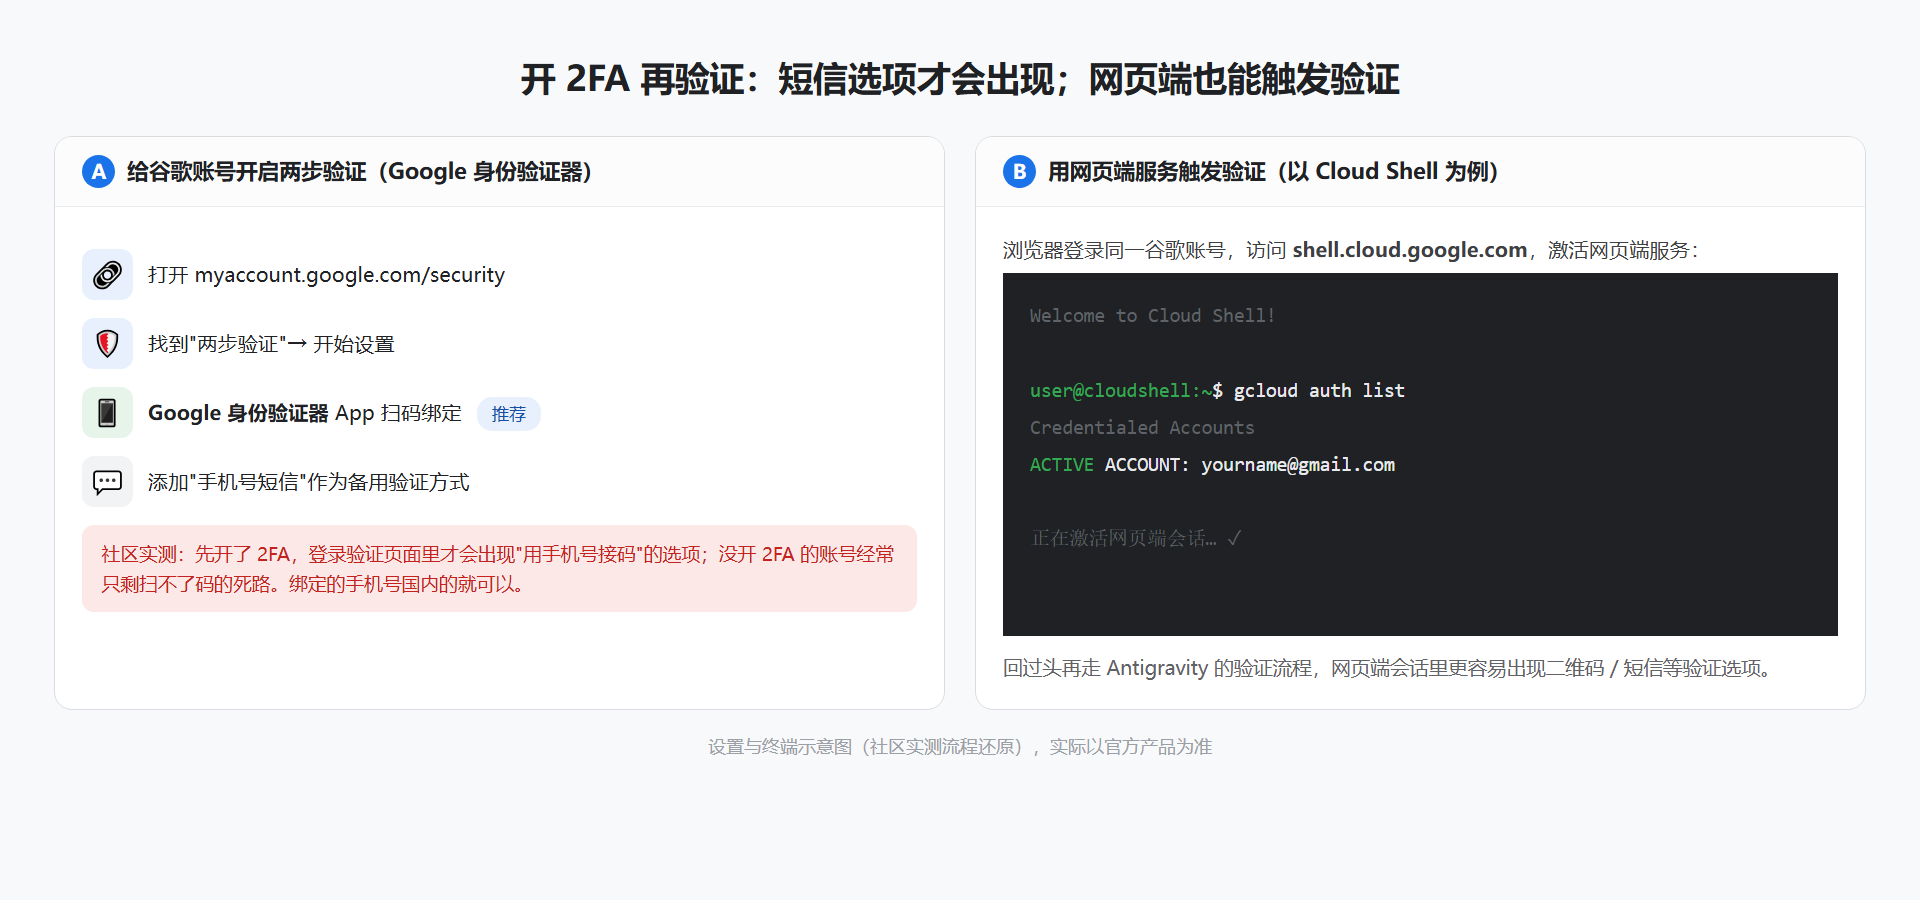 开 2FA 再验证：短信选项才会出现；网页端也能触发验证
A 给谷歌账号开启两步验证（Google 身份验证器）
打开 myaccount.google.com/security
找到"两步验证"→ 开始设置
Google 身份验证器 App 扫码绑定 推荐
添加"手机号短信"作为备用验证方式
社区实测：先开了 2FA，登录验证页面里才会出现"用手机号接码"的选项；没开 2FA 的账号经常
只剩扫不了码的死路。绑定的手机号国内的就可以。
B 用网页端服务触发验证（以 Cloud Shell 为例）
浏览器登录同一谷歌账号，访问 shell.cloud.google.com，激活网页端服务：
Welcome to Cloud Shell!
user@cloudshell:~$ gcloud auth list
Credentialed Accounts
ACTIVE ACCOUNT: yourname@gmail.com
正在激活网页端会话… ✓
回过头再走 Antigravity 的验证流程，网页端会话里更容易出现二维码 / 短信等验证选项。
设置与终端示意图（社区实测流程还原），实际以官方产品为准